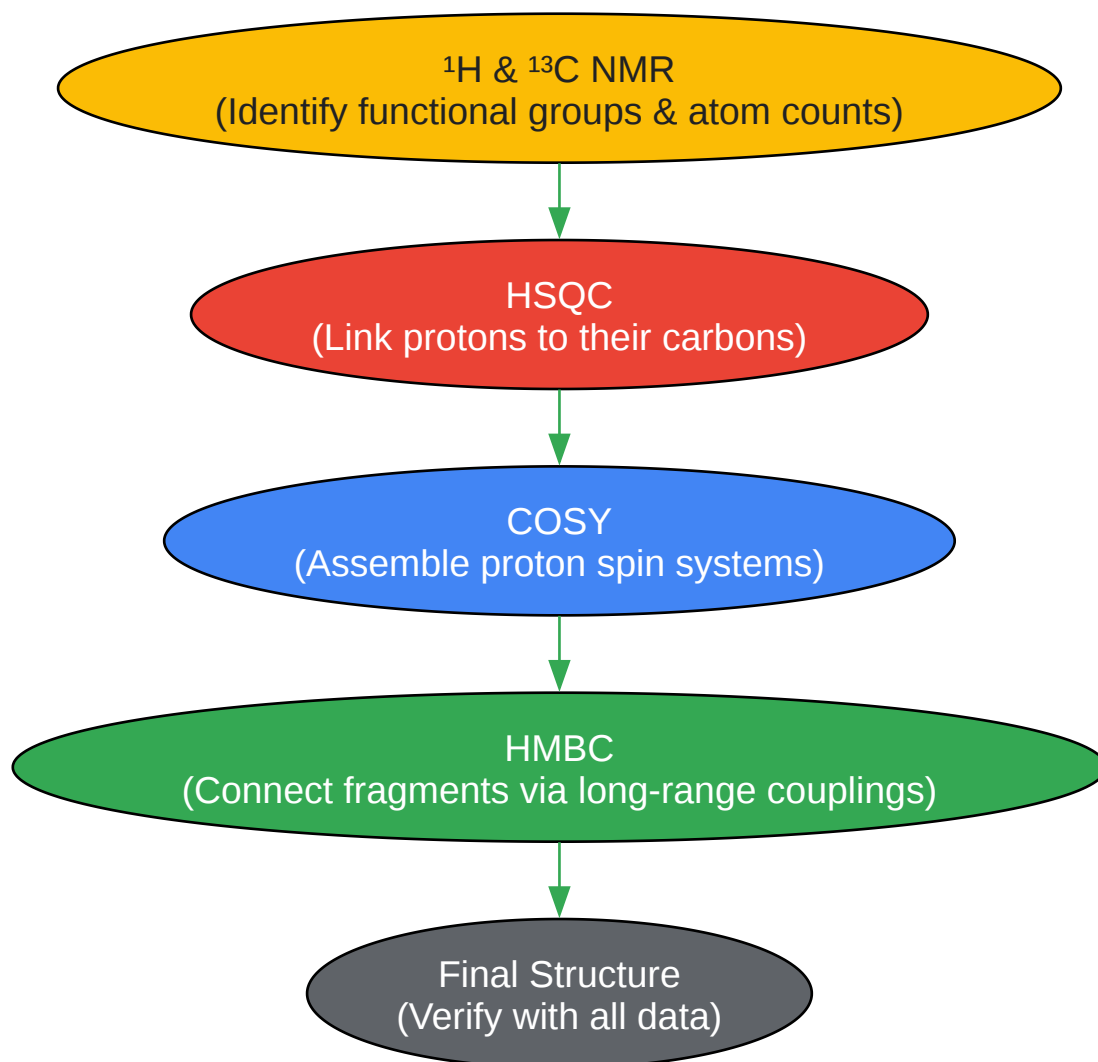 ¹H & ¹³C NMR
(Identify functional groups & atom counts)
HSQC
(Link protons to their carbons)
COSY
(Assemble proton spin systems)
HMBC
(Connect fragments via long-range couplings)
Final Structure
(Verify with all data)